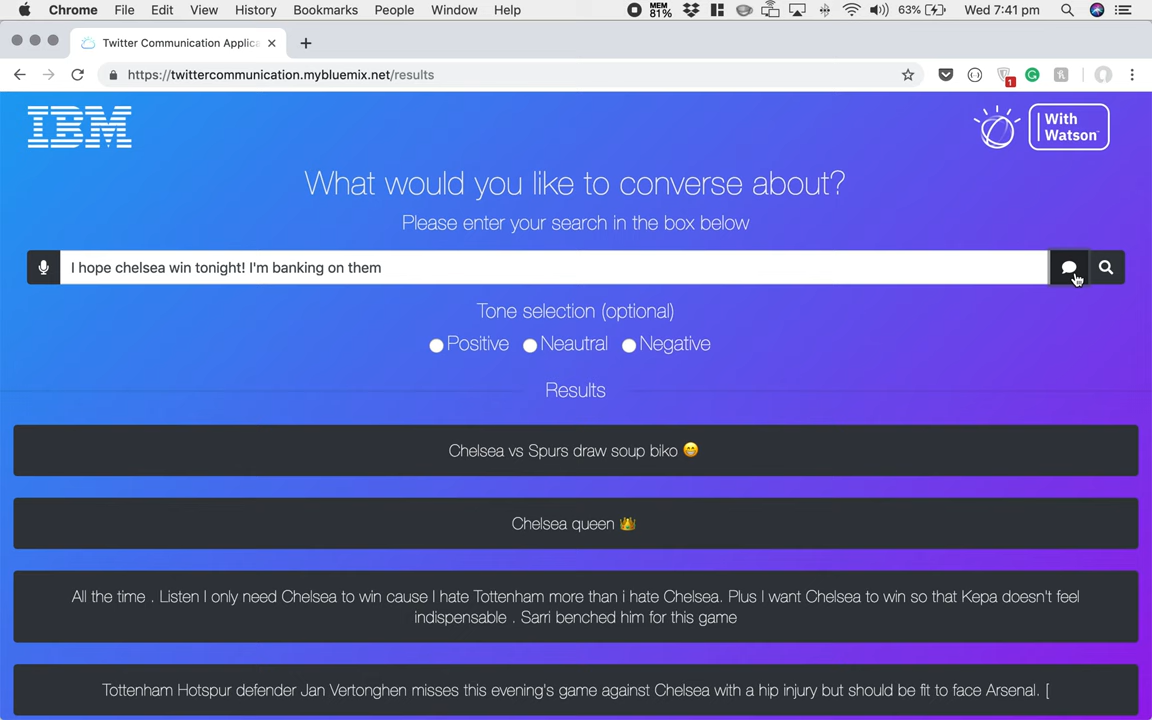 Chrome File Edit View History Bookmarks People Window Help MEM 81% 63% Wed 7:41 pm
Twitter Communication Applica
https://twittercommunication.mybluemix.net/results 1
IBM
With
Watson
What would you like to converse about?
Please enter your search in the box below
I hope chelsea win tonight! I'm banking on them
Tone selection (optional)
Positive Neautral Negative
Results
Chelsea vs Spurs draw soup biko 😁
Chelsea queen 👑
All the time . Listen I only need Chelsea to win cause I hate Tottenham more than i hate Chelsea. Plus I want Chelsea to win so that Kepa doesn't feel
indispensable . Sarri benched him for this game
Tottenham Hotspur defender Jan Vertonghen misses this evening's game against Chelsea with a hip injury but should be fit to face Arsenal. [